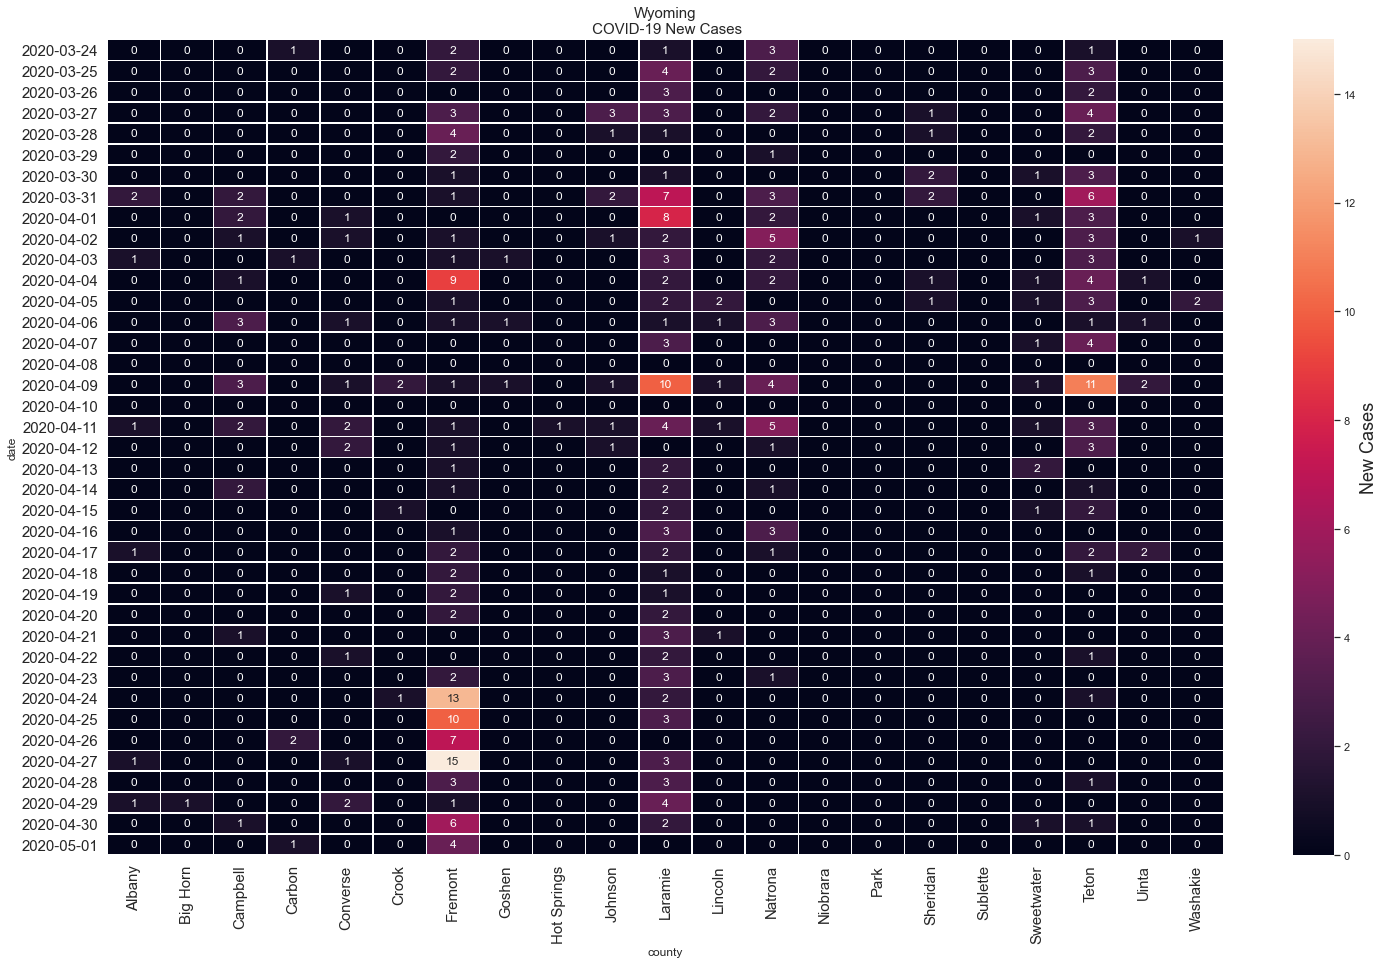 Wyoming
COVID-19 New Cases
2020-03-24 0 0 0 1 0 0 2 0 0 0 1 0 3 0 0 0 0 0 1 0 0
2020-03-25 0 0 0 0 0 0 2 0 0 0 4 0 2 0 0 0 0 0 3 0 0
2020-03-26 0 0 0 0 0 0 0 0 0 0 3 0 0 0 0 0 0 0 2 0 0
2020-03-27 0 0 0 0 0 0 3 0 0 3 3 0 2 0 0 1 0 0 4 0 0
2020-03-28 0 0 0 0 0 0 4 0 0 1 1 0 0 0 0 1 0 0 2 0 0
2020-03-29 0 0 0 0 0 0 2 0 0 0 0 0 1 0 0 0 0 0 0 0 0
2020-03-30 0 0 0 0 0 0 1 0 0 0 1 0 0 0 0 2 0 1 3 0 0
2020-03-31 2 0 2 0 0 0 1 0 0 2 7 0 3 0 0 2 0 0 6 0 0
2020-04-01 0 0 2 0 1 0 0 0 0 0 8 0 2 0 0 0 0 1 3 0 0
2020-04-02 0 0 1 0 1 0 1 0 0 1 2 0 5 0 0 0 0 0 3 0 1
2020-04-03 1 0 0 1 0 0 1 1 0 0 3 0 2 0 0 0 0 0 3 0 0
2020-04-04 0 0 1 0 0 0 9 0 0 0 2 0 2 0 0 1 0 1 4 1 0
2020-04-05 0 0 0 0 0 0 1 0 0 0 2 2 0 0 0 1 0 1 3 0 2
2020-04-06 0 0 3 0 1 0 1 1 0 0 1 1 3 0 0 0 0 0 1 1 0
2020-04-07 0 0 0 0 0 0 0 0 0 0 3 0 0 0 0 0 0 1 4 0 0
2020-04-08 0 0 0 0 0 0 0 0 0 0 0 0 0 0 0 0 0 0 0 0 0
2020-04-09 0 0 3 0 1 2 1 1 0 1 10 1 4 0 0 0 0 1 11 2 0
2020-04-10 0 0 0 0 0 0 0 0 0 0 0 0 0 0 0 0 0 0 0 0 0
2020-04-11 1 0 2 0 2 0 1 0 1 1 4 1 5 0 0 0 0 1 3 0 0
2020-04-12 0 0 0 0 2 0 1 0 0 1 0 0 1 0 0 0 0 0 3 0 0
2020-04-13 0 0 0 0 0 0 1 0 0 0 2 0 0 0 0 0 0 2 0 0 0
2020-04-14 0 0 2 0 0 0 1 0 0 0 2 0 1 0 0 0 0 0 1 0 0
2020-04-15 0 0 0 0 0 1 0 0 0 0 2 0 0 0 0 0 0 1 2 0 0
2020-04-16 0 0 0 0 0 0 1 0 0 0 3 0 3 0 0 0 0 0 0 0 0
2020-04-17 1 0 0 0 0 0 2 0 0 0 2 0 1 0 0 0 0 0 2 2 0
2020-04-18 0 0 0 0 0 0 2 0 0 0 1 0 0 0 0 0 0 0 1 0 0
2020-04-19 0 0 0 0 1 0 2 0 0 0 1 0 0 0 0 0 0 0 0 0 0
2020-04-20 0 0 0 0 0 0 2 0 0 0 2 0 0 0 0 0 0 0 0 0 0
2020-04-21 0 0 1 0 0 0 0 0 0 0 3 1 0 0 0 0 0 0 0 0 0
2020-04-22 0 0 0 0 1 0 0 0 0 0 2 0 0 0 0 0 0 0 1 0 0
2020-04-23 0 0 0 0 0 0 2 0 0 0 3 0 1 0 0 0 0 0 0 0 0
2020-04-24 0 0 0 0 0 1 13 0 0 0 2 0 0 0 0 0 0 0 1 0 0
2020-04-25 0 0 0 0 0 0 10 0 0 0 3 0 0 0 0 0 0 0 0 0 0
2020-04-26 0 0 0 2 0 0 7 0 0 0 0 0 0 0 0 0 0 0 0 0 0
2020-04-27 1 0 0 0 1 0 15 0 0 0 3 0 0 0 0 0 0 0 0 0 0
2020-04-28 0 0 0 0 0 0 3 0 0 0 3 0 0 0 0 0 0 0 1 0 0
2020-04-29 1 1 0 0 2 0 1 0 0 0 4 0 0 0 0 0 0 0 0 0 0
2020-04-30 0 0 1 0 0 0 6 0 0 0 2 0 0 0 0 0 0 1 1 0 0
2020-05-01 0 0 0 1 0 0 4 0 0 0 0 0 0 0 0 0 0 0 0 0 0
date
Albany
Big Horn
Campbell
Carbon
Converse
Crook
Fremont
Goshen
Hot Springs
Johnson
Laramie
Lincoln
Natrona
Niobrara
Park
Sheridan
Sublette
Sweetwater
Teton
Uinta
Washakie
county
14
12
10
8
6
4
2
0
New Cases